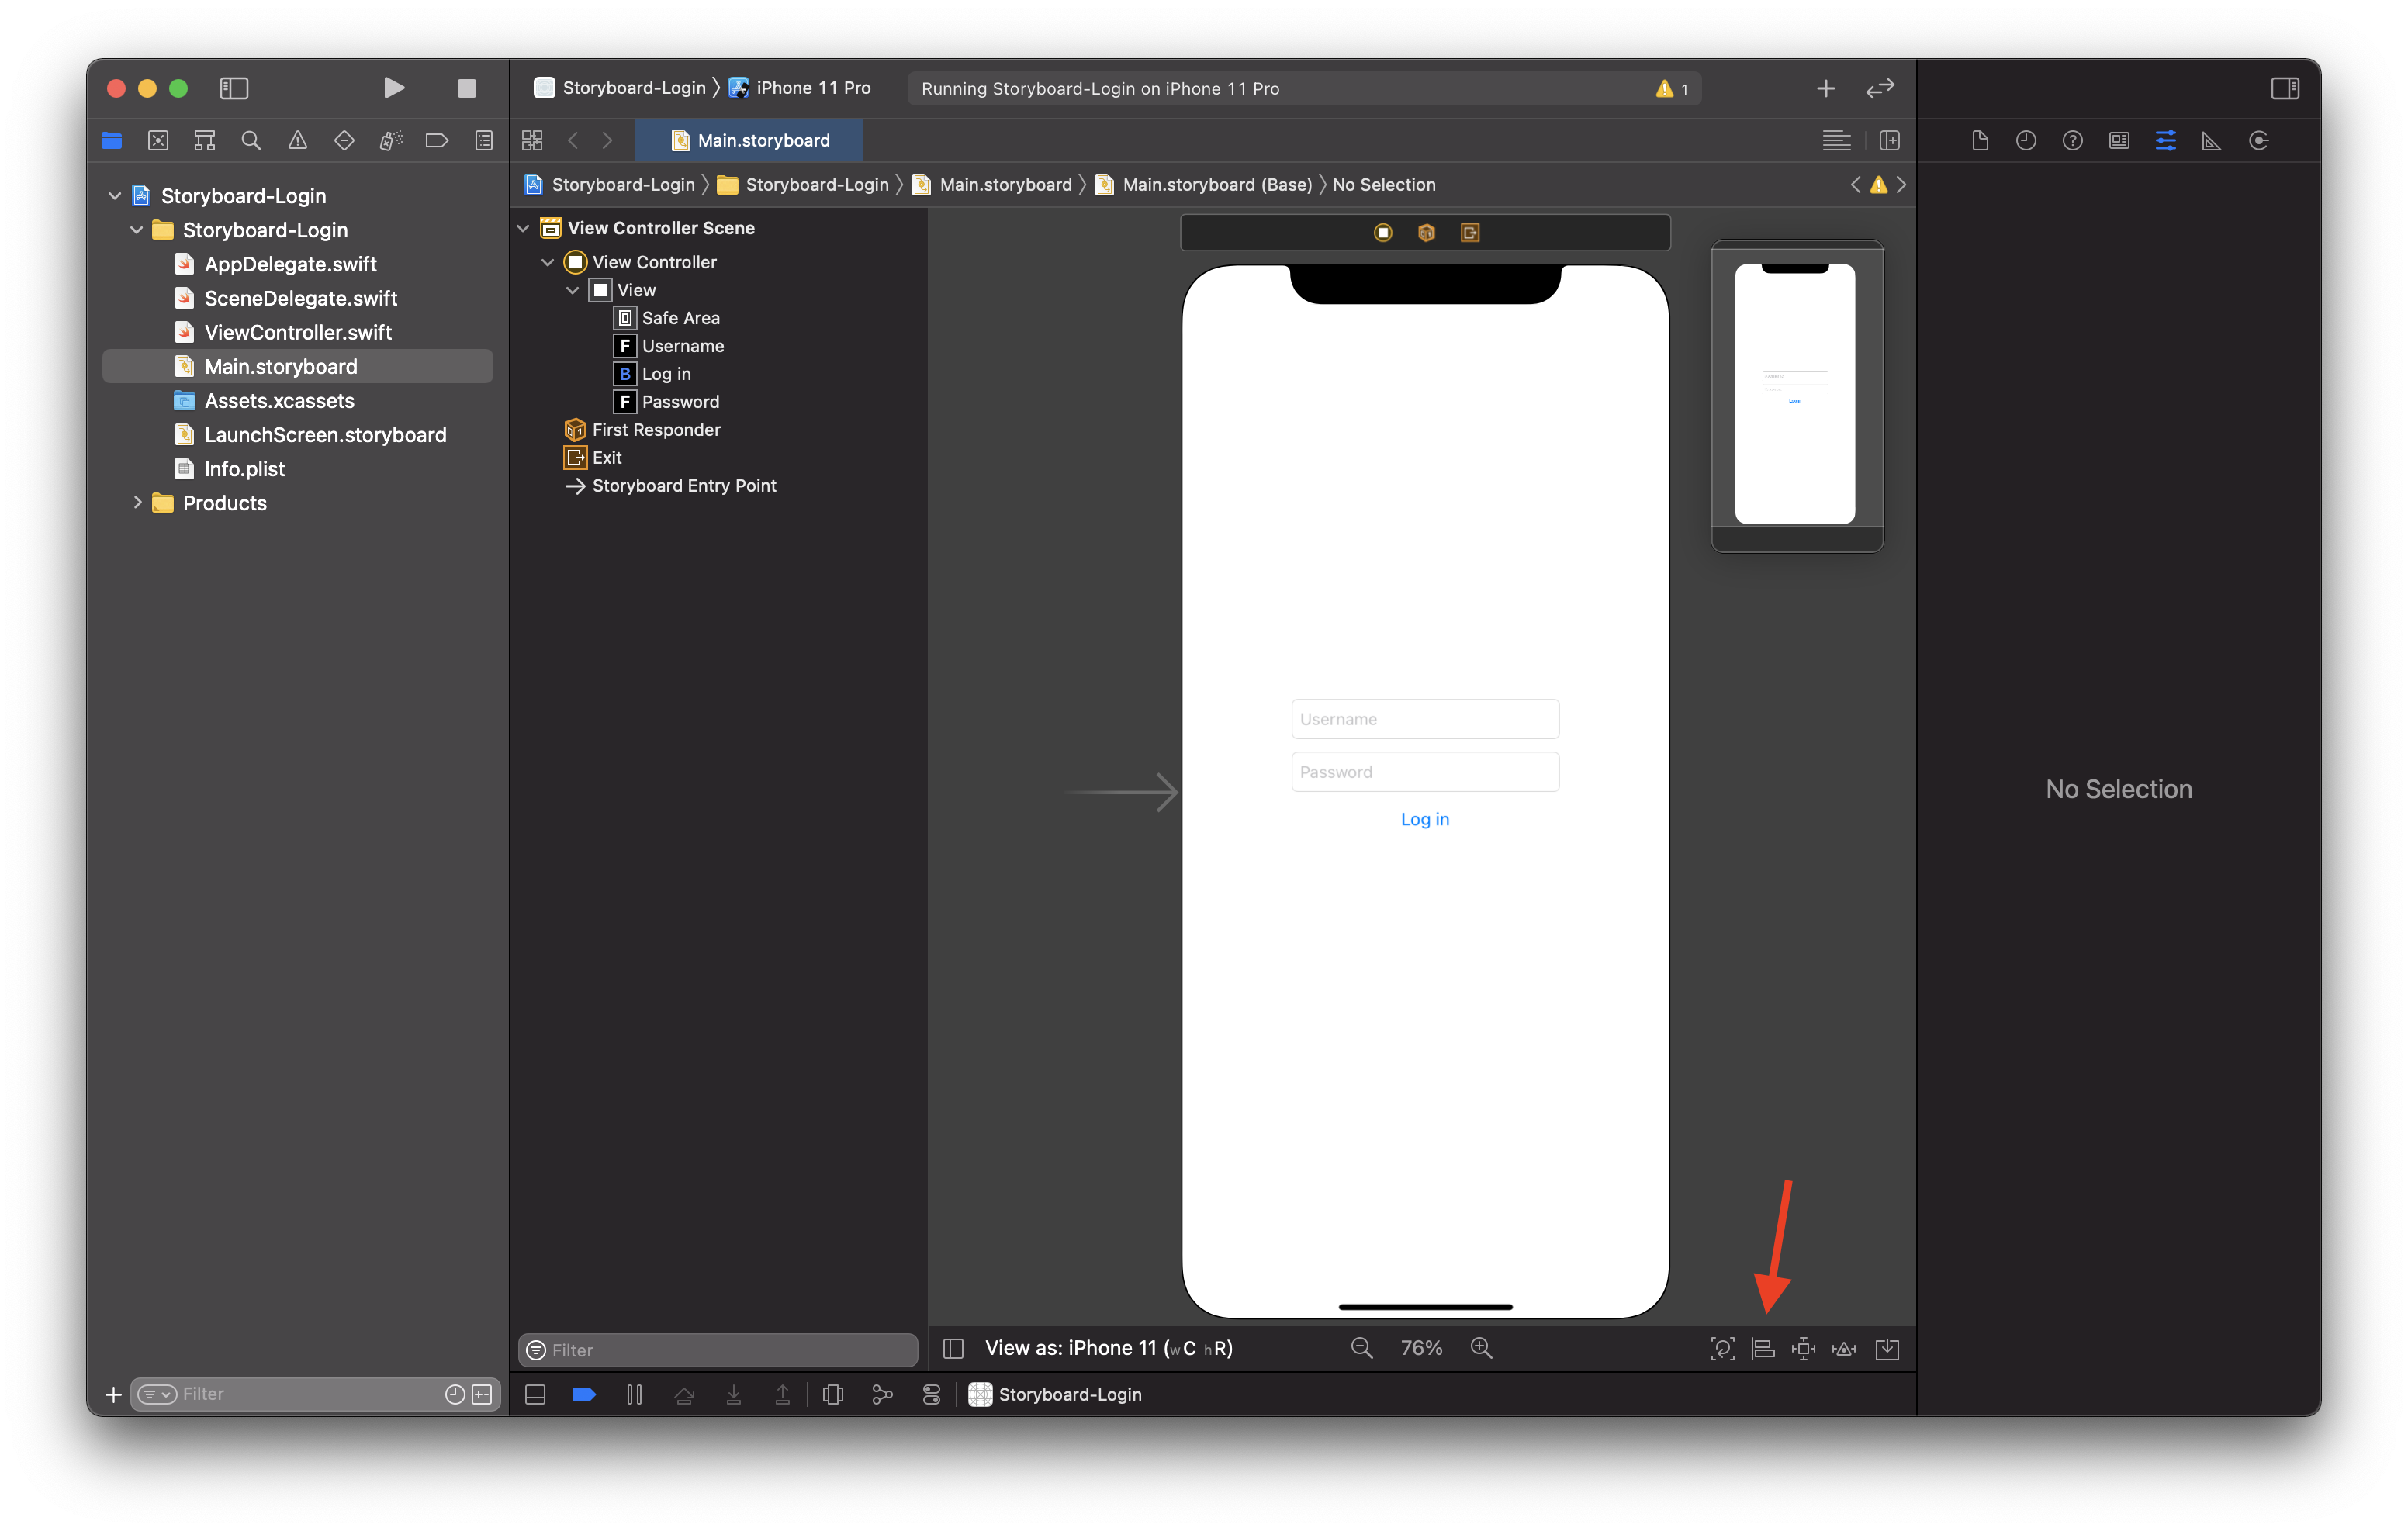 Storyboard-Login 〉 iPhone 11 Pro
Running Storyboard-Login on iPhone 11 Pro
1
Main.storyboard
Storyboard-Login 〉 Storyboard-Login 〉 Main.storyboard 〉 Main.storyboard (Base) 〉 No Selection
Storyboard-Login
Storyboard-Login
AppDelegate.swift
SceneDelegate.swift
ViewController.swift
Main.storyboard
Assets.xcassets
LaunchScreen.storyboard
Info.plist
Products
View Controller Scene
View Controller
View
Safe Area
F Username
B Log in
F Password
First Responder
Exit
Storyboard Entry Point
Username
Password
Log in
No Selection
Filter
View as: iPhone 11 (wC hR)
76%
Filter
Storyboard-Login